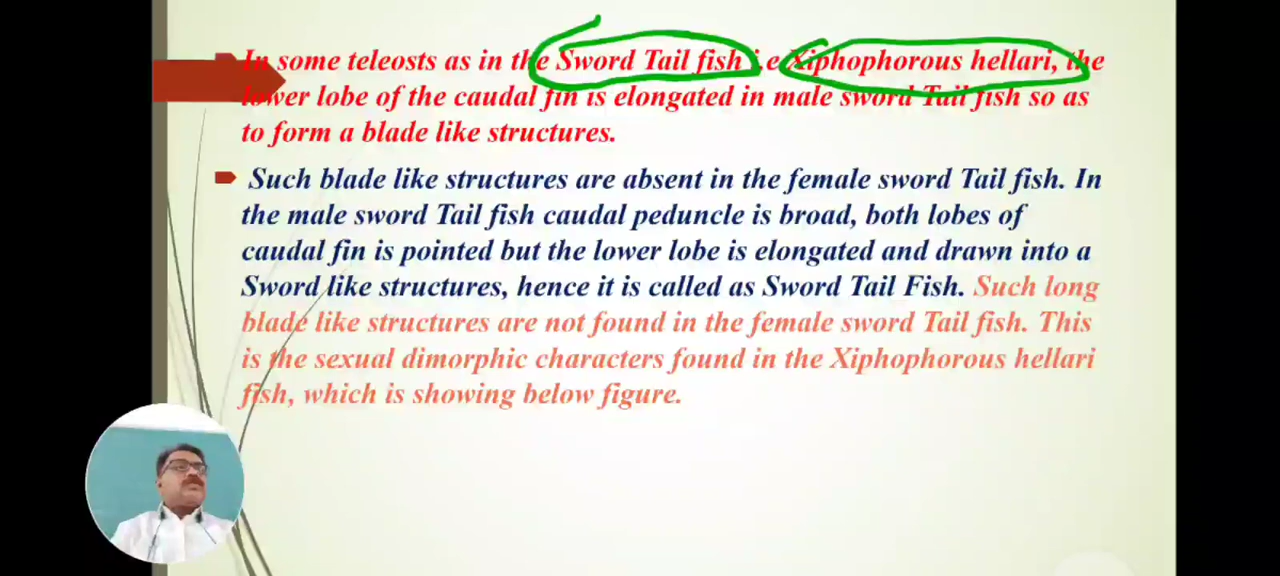 In some teleosts as in the Sword Tail fish i.e Xiphophorous hellari, the
lower lobe of the caudal fin is elongated in male sword Tail fish so as
to form a blade like structures.
Such blade like structures are absent in the female sword Tail fish. In
the male sword Tail fish caudal peduncle is broad, both lobes of
caudal fin is pointed but the lower lobe is elongated and drawn into a
Sword like structures, hence it is called as Sword Tail Fish. Such long
blade like structures are not found in the female sword Tail fish. This
is the sexual dimorphic characters found in the Xiphophorous hellari
fish, which is showing below figure.